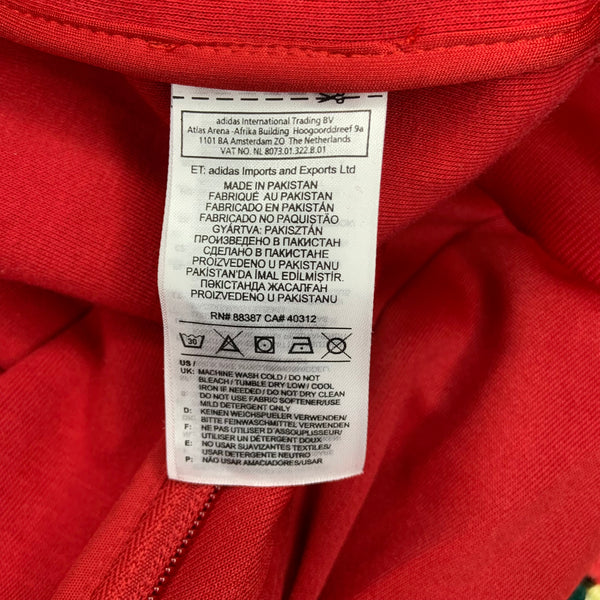 adidas International Trading BV
Atlas Arena -Afrika Building Hoogoorddreef 9a
1101 BA Amsterdam ZO The Netherlands
VAT NO. NL 8073.01.322.B.01
ET: adidas Imports and Exports Ltd
MADE IN PAKISTAN
FABRIQUÉ AU PAKISTAN
FABRICADO EN PAKISTÁN
FABRICADO NO PAQUISTÃO
GYÁRTVA: PAKISZTÁN
ПРОИЗВЕДЕНО В ПАКИСТАН
СДЕЛАНО В ПАКИСТАНЕ
PROIZVEDENO U PAKISTANU
PAKISTAN'DA İMAL EDİLMİŞTİR.
ПӘКІСТАНДА ЖАСАЛҒАН
PROIZVEDENO U PAKISTANU
RN# 88387 CA# 40312
30
US /
UK: MACHINE WASH COLD / DO NOT
BLEACH / TUMBLE DRY LOW / COOL
IRON IF NEEDED / DO NOT DRY CLEAN
DO NOT USE FABRIC SOFTENER/USE
MILD DETERGENT ONLY
D: KEINEN WEICHSPUELER VERWENDEN/
FEINWASCHMITTEL VERWENDEN
F: NE PAS UTILISER D'ASSOUPLISSEUR/
UTILISER UN DÉTERGENT DOUX
E: NO USAR SUAVIZANTES TEXTILES/
USAR DETERGENTE NEUTRO
P: NÃO USAR AMACIADORES/USAR